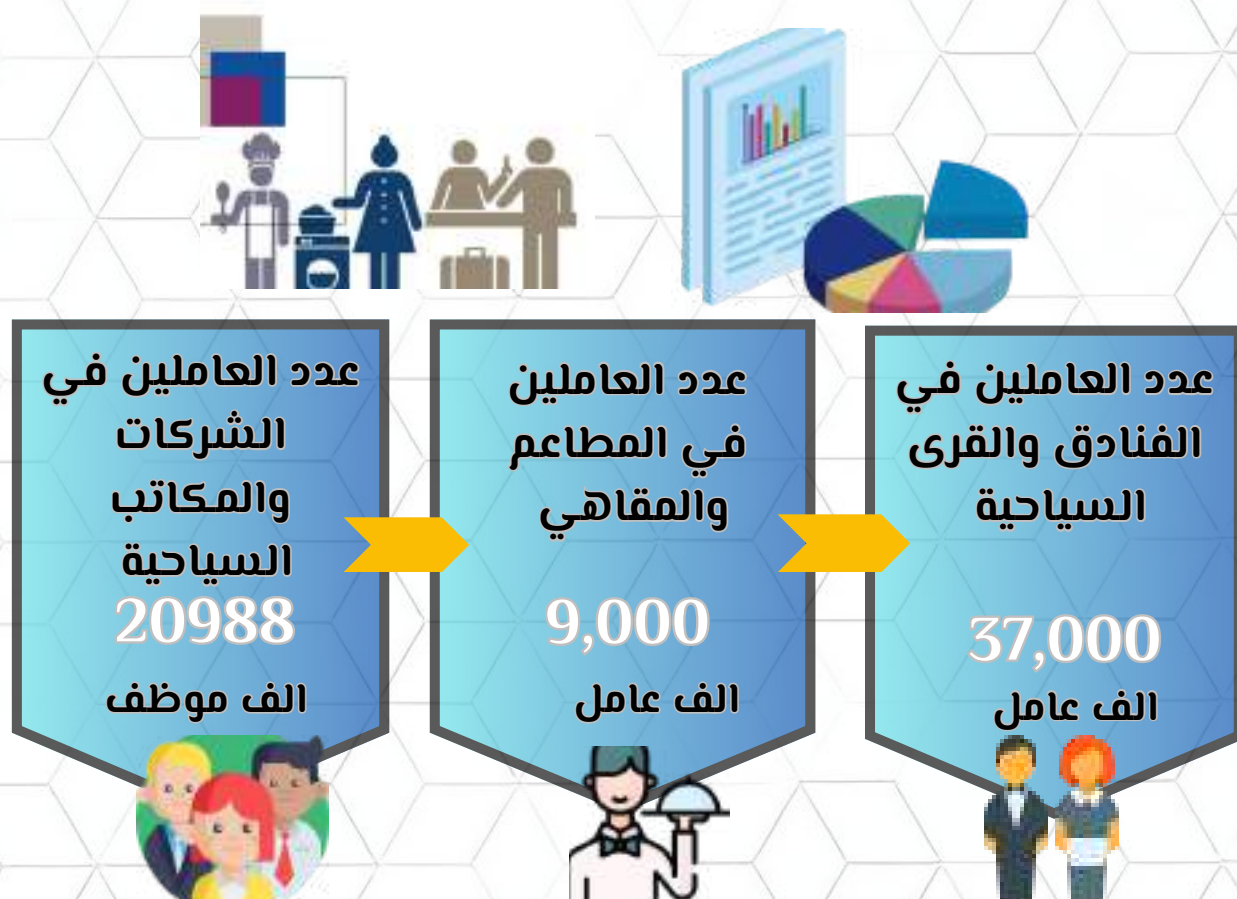 عدد العاملين في
الفنادق والقرى
السياحية
37,000
الف عامل
عدد العاملين
في المطاعم
والمقاهي
9,000
الف عامل
عدد العاملين في
الشركات
والمكاتب
السياحية
20988
الف موظف